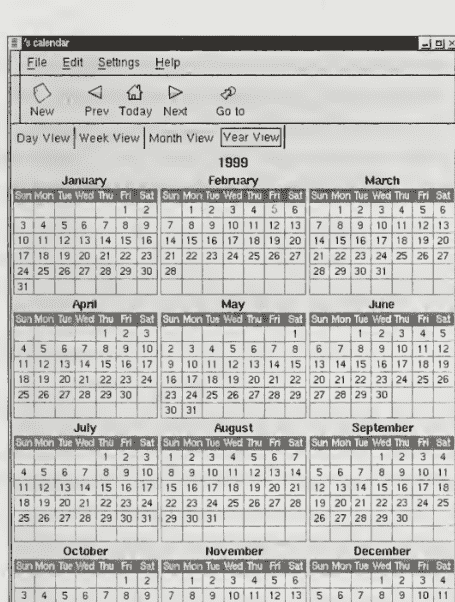 's calendar
File Edit Settings Help
New Prev Today Next Go to
Day View Week View Month View Year View
1999
January February March
Sun Mon Tue Wed Thu Fri Sat Sun Mon Tue Wed Thu Fri Sat Sun Mon Tue Wed Thu Fri Sat
1 2 1 2 3 4 5 6 1 2 3 4 5 6
3 4 5 6 7 8 9 7 8 9 10 11 12 13 7 8 9 10 11 12 13
10 11 12 13 14 15 16 14 15 16 17 18 19 20 14 15 16 17 18 19 20
17 18 19 20 21 22 23 21 22 23 24 25 26 27 21 22 23 24 25 26 27
24 25 26 27 28 29 30 28 28 29 30 31
31
April May June
Sun Mon Tue Wed Thu Fri Sat Sun Mon Tue Wed Thu Fri Sat Sun Mon Tue Wed Thu Fri Sat
1 2 3 1 1 2 3 4 5
4 5 6 7 8 9 10 2 3 4 5 6 7 8 6 7 8 9 10 11 12
11 12 13 14 15 16 17 9 10 11 12 13 14 15 13 14 15 16 17 18 19
18 19 20 21 22 23 24 16 17 18 19 20 21 22 20 21 22 23 24 25 26
25 26 27 28 29 30 23 24 25 26 27 28 29 27 28 29 30
30 31
July August September
Sun Mon Tue Wed Thu Fri Sat Sun Mon Tue Wed Thu Fri Sat Sun Mon Tue Wed Thu Fri Sat
1 2 3 1 2 3 4 5 6 7 1 2 3 4
4 5 6 7 8 9 10 8 9 10 11 12 13 14 5 6 7 8 9 10 11
11 12 13 14 15 16 17 15 16 17 18 19 20 21 12 13 14 15 16 17 18
18 19 20 21 22 23 24 22 23 24 25 26 27 28 19 20 21 22 23 24 25
25 26 27 28 29 30 31 29 30 31 26 27 28 29 30
October November December
Sun Mon Tue Wed Thu Fri Sat Sun Mon Tue Wed Thu Fri Sat Sun Mon Tue Wed Thu Fri Sat
1 2 1 2 3 4 5 6 1 2 3 4
3 4 5 6 7 8 9 7 8 9 10 11 12 13 5 6 7 8 9 10 11